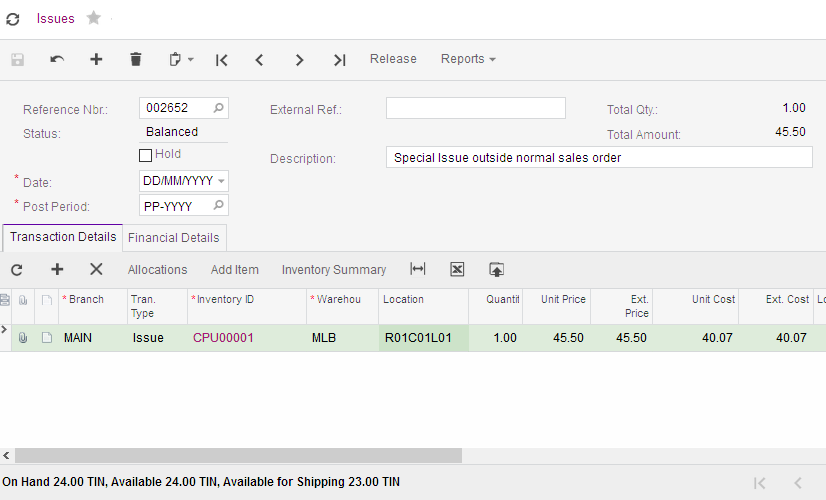 Issues
Release Reports
Reference Nbr.: 002652 External Ref.: Total Qty.: 1.00
Status: Balanced Total Amount: 45.50
Hold
Description: Special Issue outside normal sales order
* Date: DD/MM/YYYY
* Post Period: PP-YYYY
Transaction Details Financial Details
Allocations Add Item Inventory Summary
* Branch Tran. Type * Inventory ID * Warehou Location Quantit Unit Price Ext. Price Unit Cost Ext. Cost Lo
MAIN Issue CPU00001 MLB R01C01L01 1.00 45.50 45.50 40.07 40.07
On Hand 24.00 TIN, Available 24.00 TIN, Available for Shipping 23.00 TIN